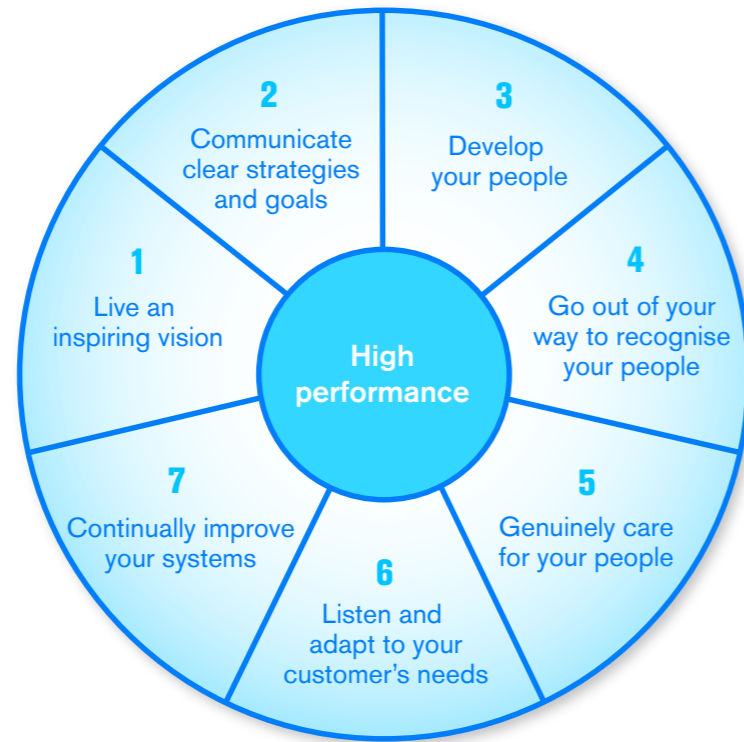 1
Live an
inspiring vision
2
Communicate
clear strategies
and goals
3
Develop
your people
4
Go out of your
way to recognise
your people
5
Genuinely care
for your people
6
Listen and
adapt to your
customer's needs
7
Continually improve
your systems
High
performance